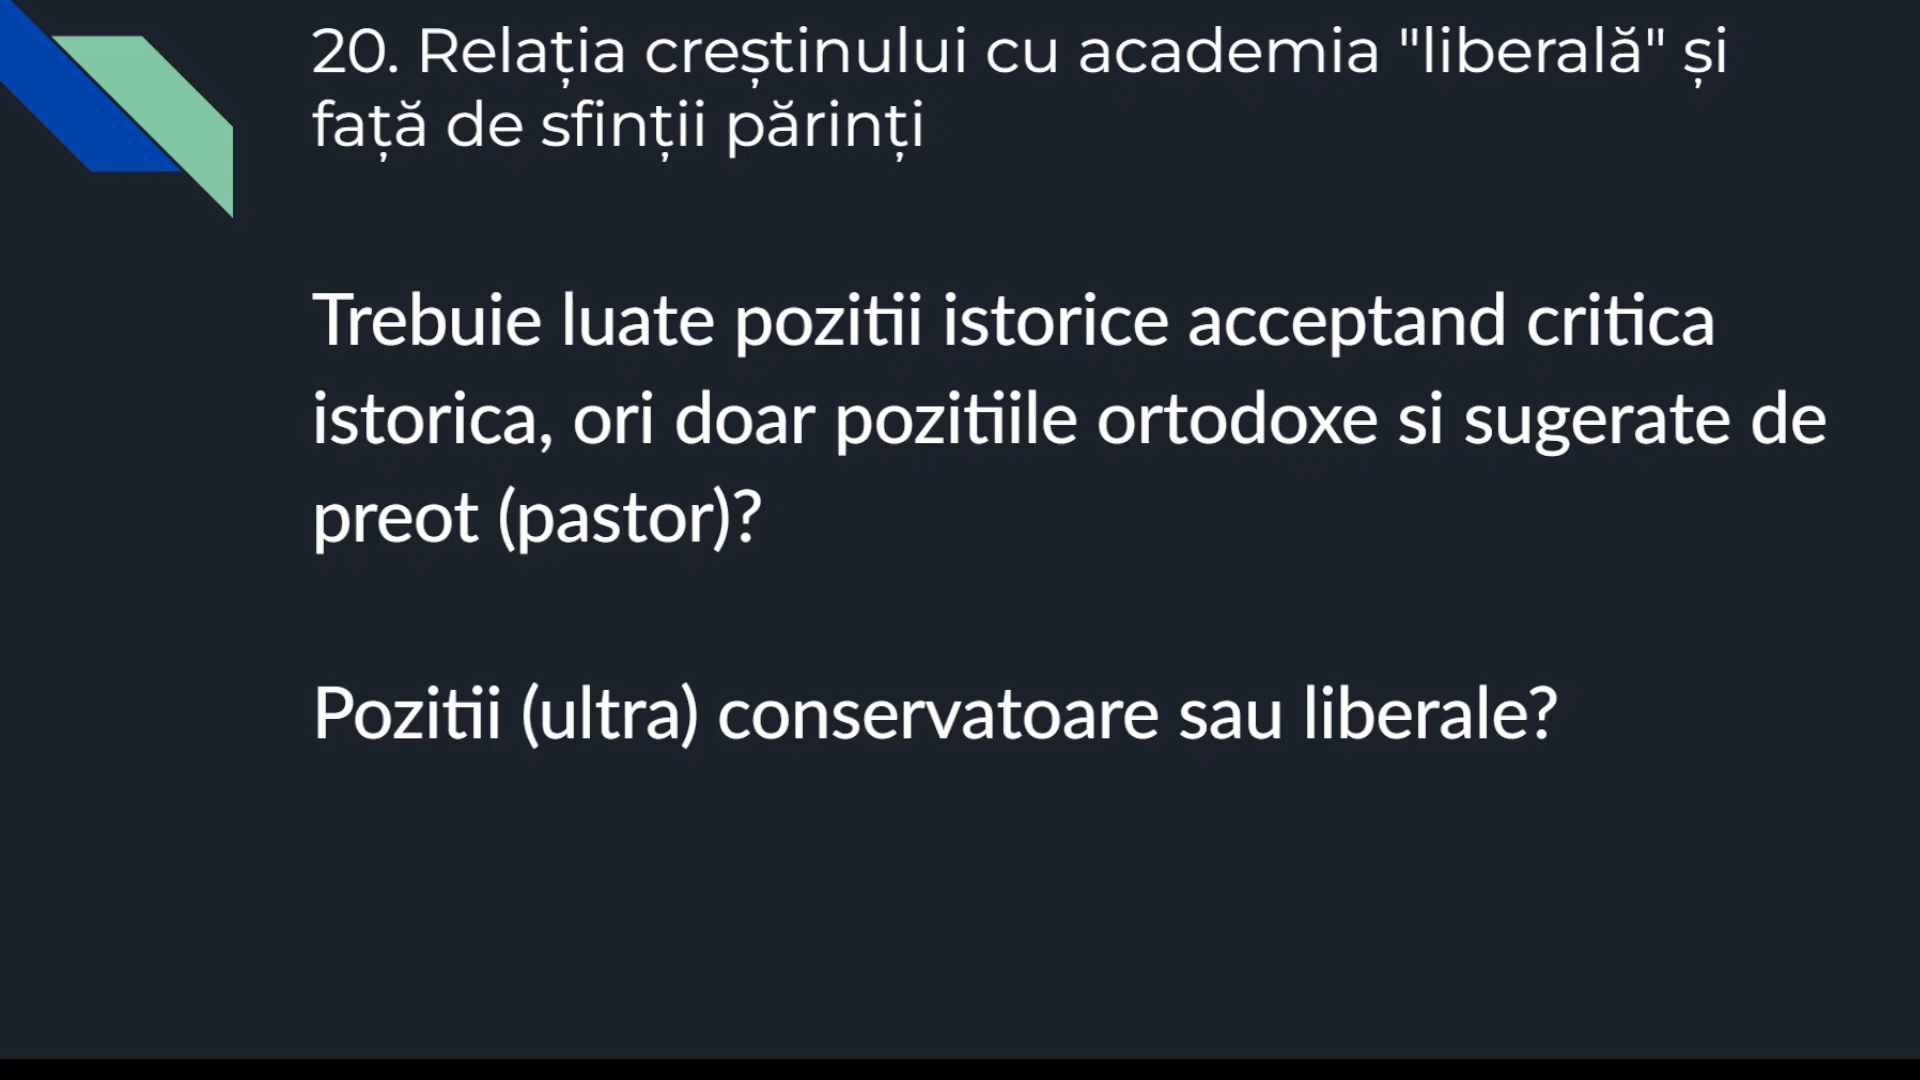 20. Relația creștinului cu academia "liberală" și
față de sfinții părinți
Trebuie luate pozitii istorice acceptand critica
istorica, ori doar pozitiile ortodoxe si sugerate de
preot (pastor)?
Pozitii (ultra) conservatoare sau liberale?